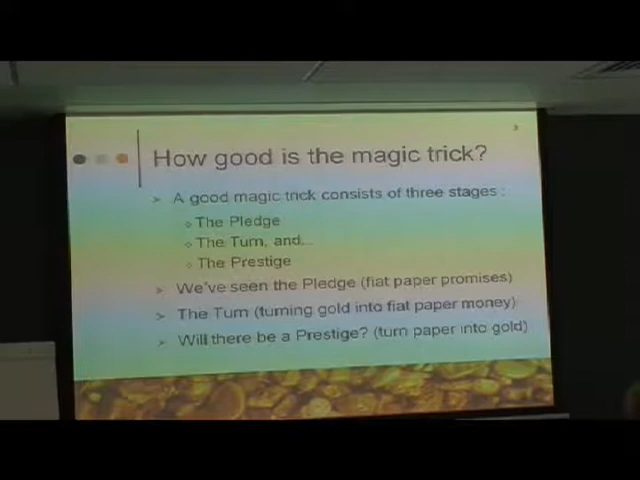 3
How good is the magic trick?
A good magic trick consists of three stages :
The Pledge
The Turn, and...
The Prestige
We've seen the Pledge (fiat paper promises)
The Turn (turning gold into fiat paper money)
Will there be a Prestige? (turn paper into gold)